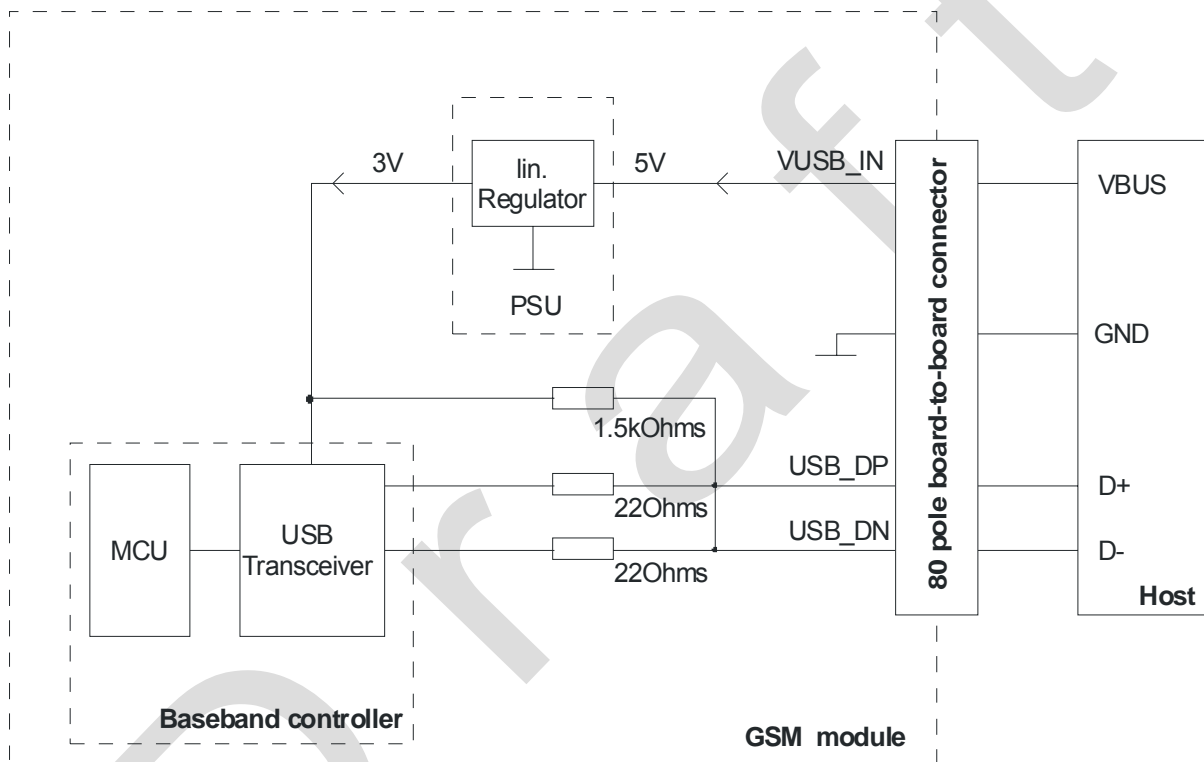 3V
lin.
Regulator
5V
VUSB_IN
VBUS
PSU
GND
1.5kOhms
USB_DP
D+
22Ohms
MCU
USB
Transceiver
USB_DN
D-
22Ohms
80 pole board-to-board connector
Host
Baseband controller
GSM module
D r a f t